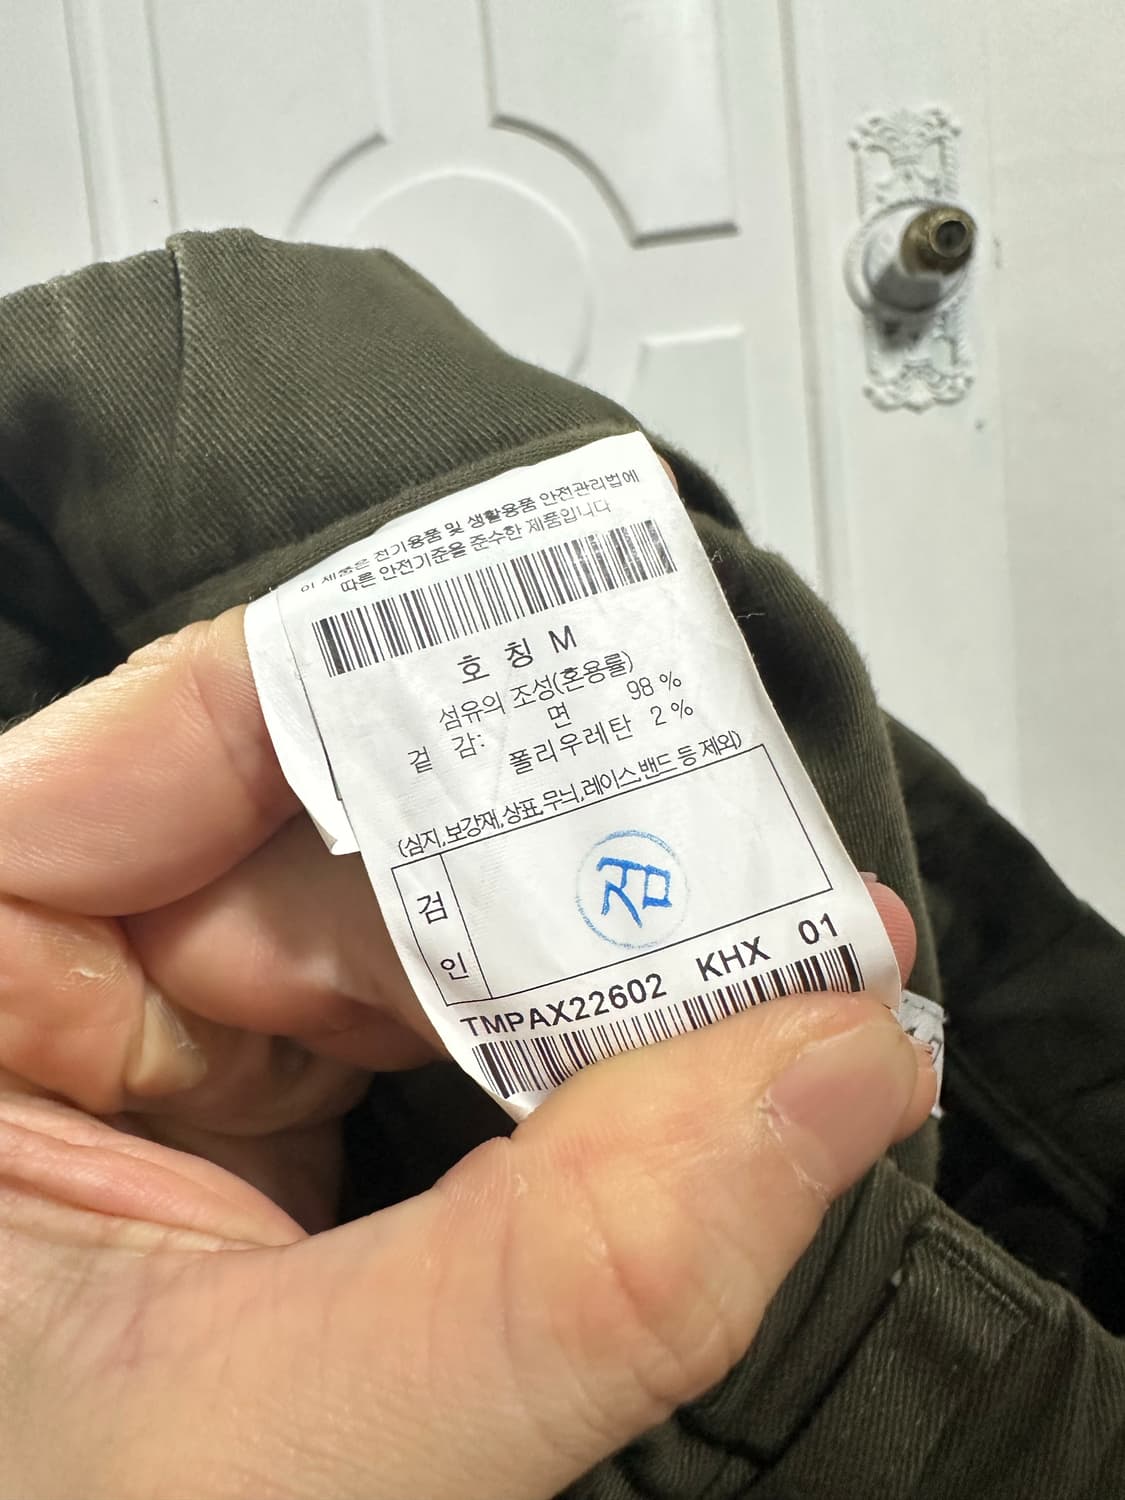 이 제품은 전기용품 및 생활용품 안전관리법에
따른 안전기준을 준수한 제품입니다
호 칭 M
섬유의 조성(혼용률)
겉 감: 면 98 %
폴리우레탄 2 %
(심지,보강재,상표,무늬,레이스,밴드 등 제외)
검
인
검
TMPAX22602 KHX 01